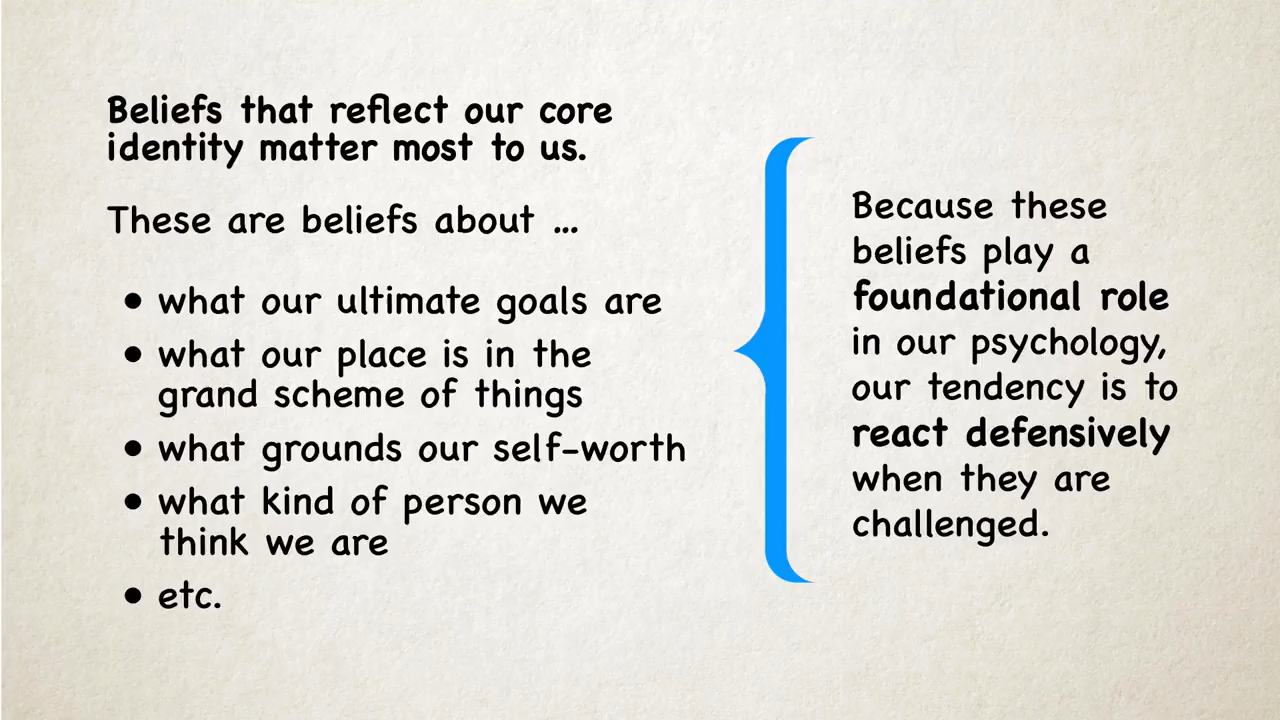 Beliefs that reflect our core
identity matter most to us.
These are beliefs about ...
• what our ultimate goals are
• what our place is in the
grand scheme of things
• what grounds our self-worth
• what kind of person we
think we are
• etc.
Because these
beliefs play a
foundational role
in our psychology,
our tendency is to
react defensively
when they are
challenged.